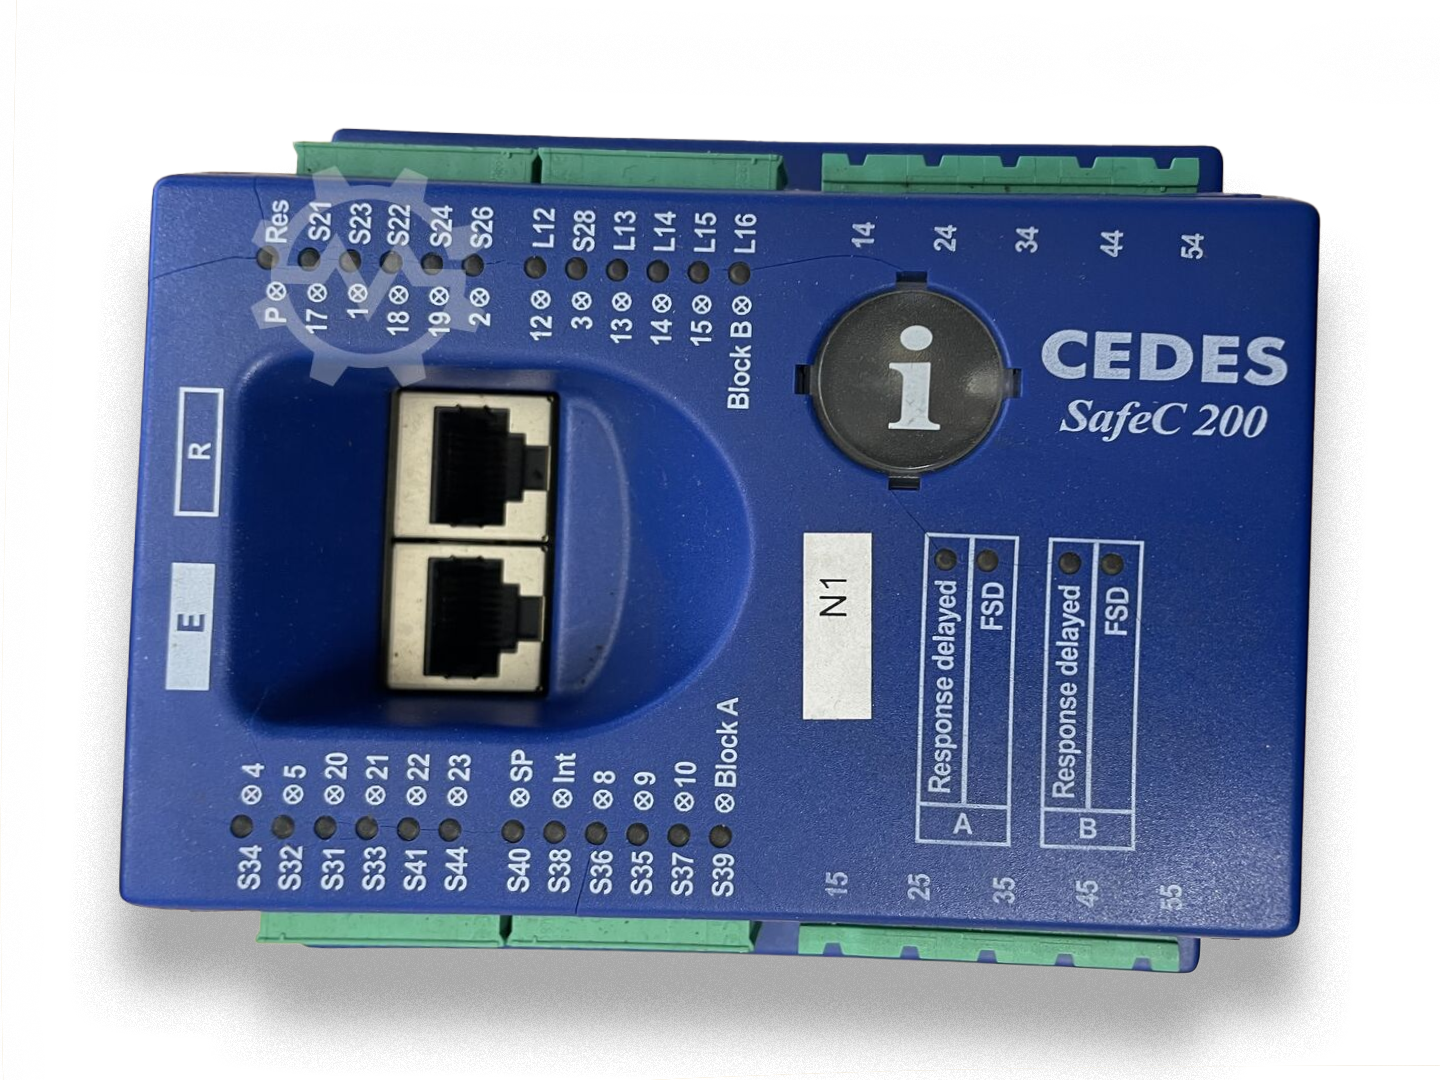 Res S21 S23 S22 S24 S26 L12 S28 L13 L14 L15 L16
P 17 1 18 19 2 12 3 13 14 15 Block B
14 24 34 44 54
i
CEDES
SafeC 200
R
E
N1
Response delayed
FSD
A
Response delayed
FSD
B
4 5 20 21 22 23 SP Int 8 9 10 Block A
S34 S32 S31 S33 S41 S44 S40 S38 S36 S35 S37 S39
15 25 35 45 55